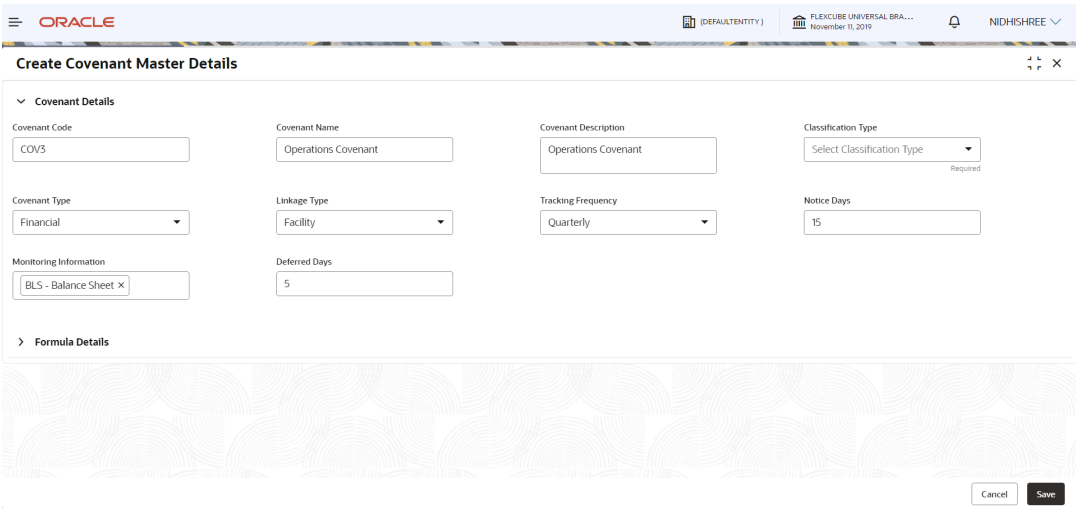 ORACLE
(DEFAULTENTITY )
FLEXCUBE UNIVERSAL BRA...
November 11, 2019
NIDHISHREE
Create Covenant Master Details
Covenant Details
Covenant Code
Covenant Name
Covenant Description
Classification Type
COV3
Operations Covenant
Operations Covenant
Select Classification Type
Required
Covenant Type
Linkage Type
Tracking Frequency
Notice Days
Financial
Facility
Quarterly
15
Monitoring Information
Deferred Days
BLS - Balance Sheet ×
5
Formula Details
Cancel
Save